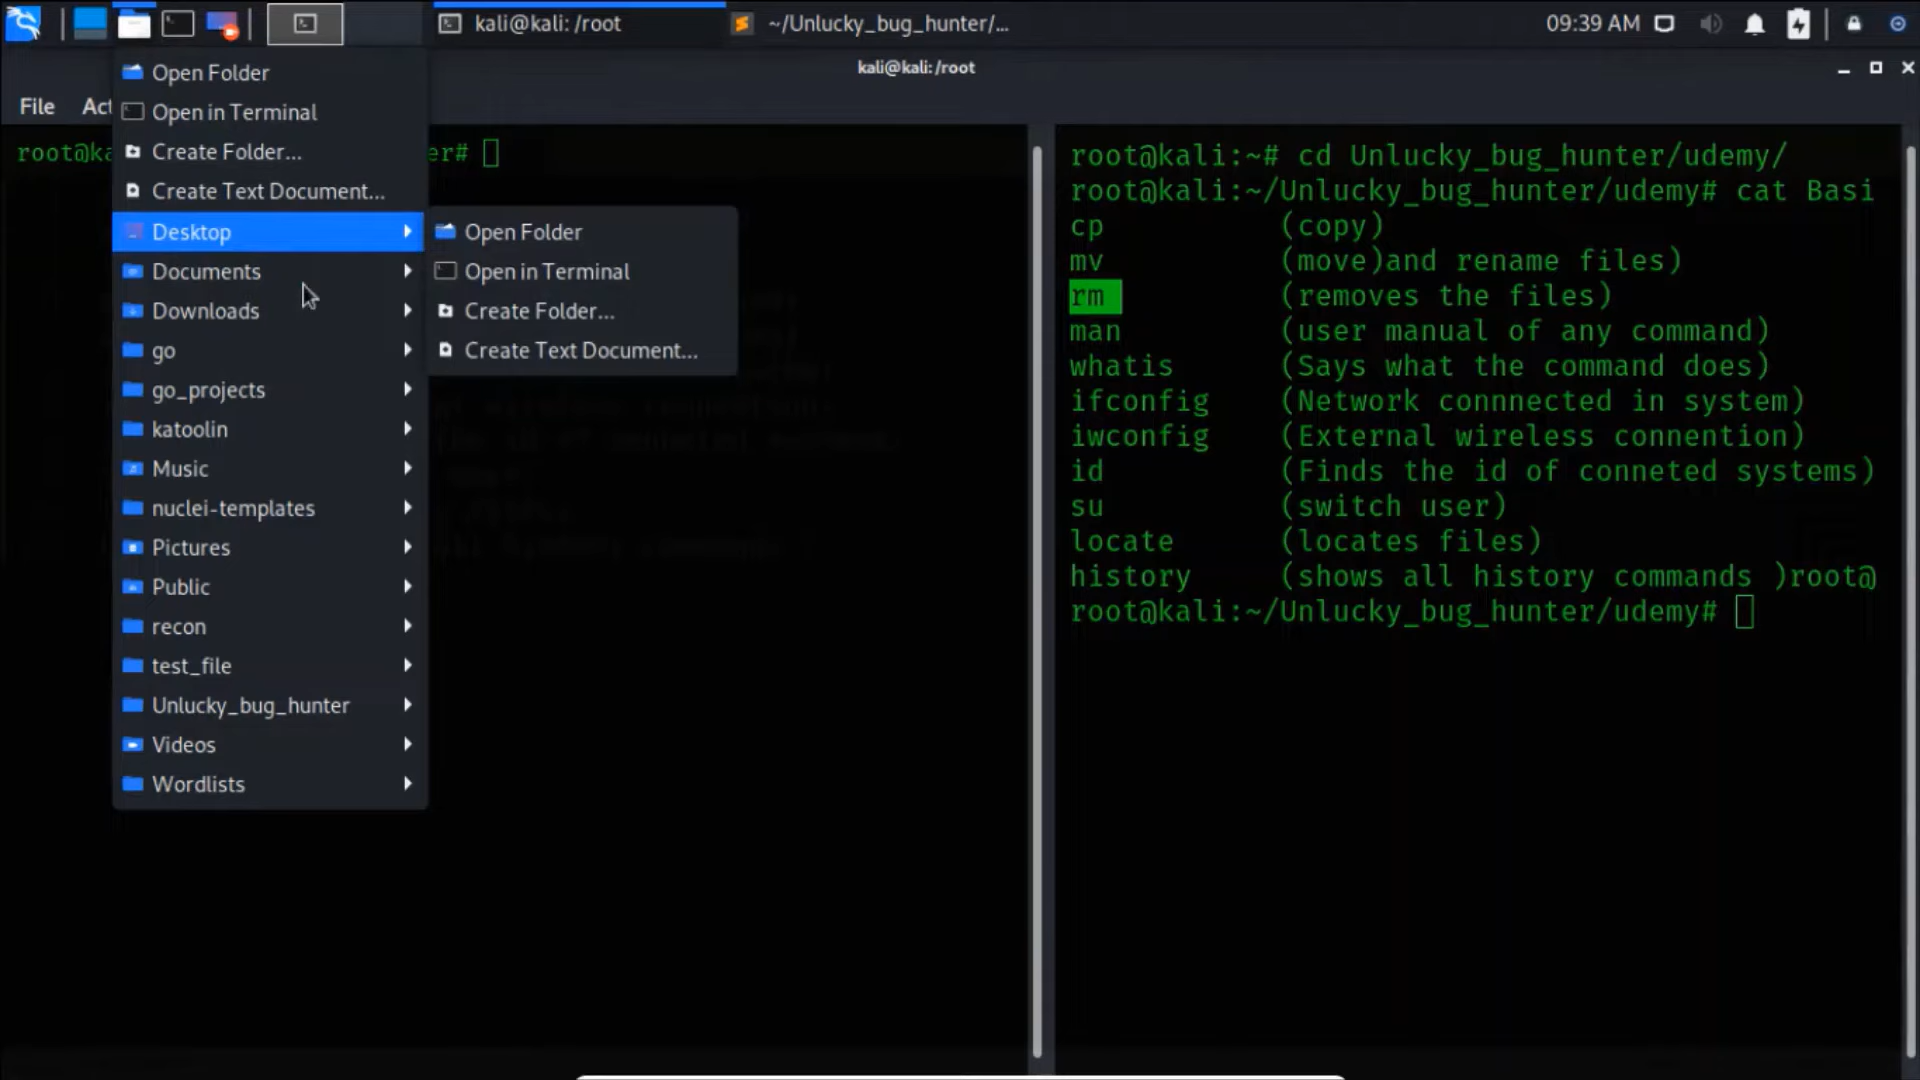 kali@kali: /root
~/Unlucky_bug_hunter/...
09:39 AM
kali@kali:/root
File
Act
Open Folder
Open in Terminal
Create Folder...
Create Text Document...
Desktop
Documents
Downloads
go
go_projects
katoolin
Music
nuclei-templates
Pictures
Public
recon
test_file
Unlucky_bug_hunter
Videos
Wordlists
Open Folder
Open in Terminal
Create Folder...
Create Text Document...
root@ka er#
root@kali:~# cd Unlucky_bug_hunter/udemy/
root@kali:~/Unlucky_bug_hunter/udemy# cat Basi
cp (copy)
mv (move)and rename files)
rm (removes the files)
man (user manual of any command)
whatis (Says what the command does)
ifconfig (Network connnected in system)
iwconfig (External wireless connention)
id (Finds the id of conneted systems)
su (switch user)
locate (locates files)
history (shows all history commands )root@
root@kali:~/Unlucky_bug_hunter/udemy#